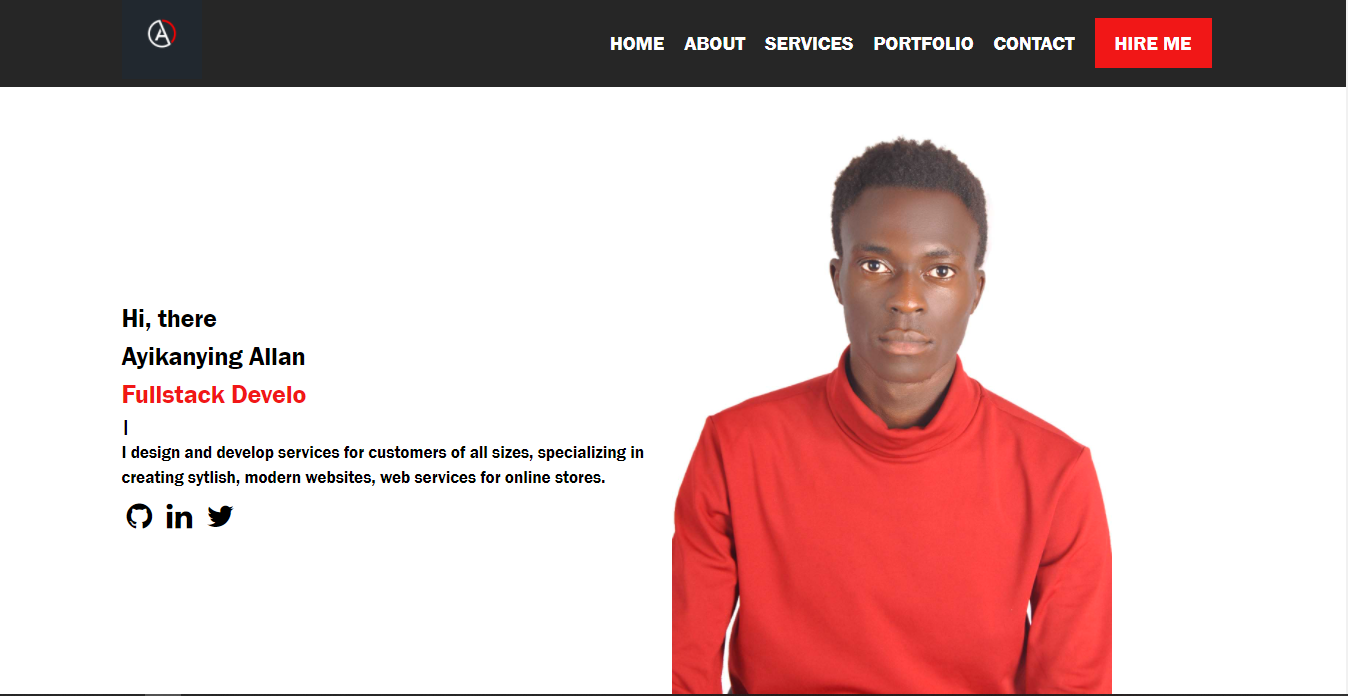 A
HOME ABOUT SERVICES PORTFOLIO CONTACT HIRE ME
Hi, there
Ayikanying Allan
Fullstack Develo
|
I design and develop services for customers of all sizes, specializing in
creating sytlish, modern websites, web services for online stores.
in